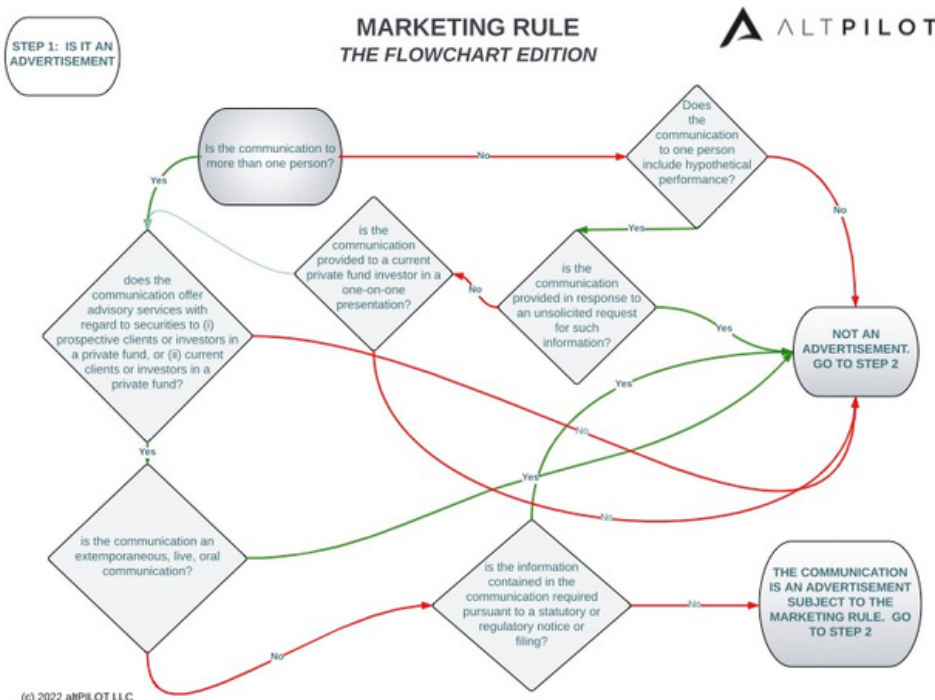 MARKETING RULE
THE FLOWCHART EDITION
ALTPILOT
STEP 1: IS IT AN
ADVERTISEMENT
Is the communication to
more than one person?
No
Does
the
communication
to one person
include hypothetical
performance?
Yes
No
Yes
is the
communication
provided to a current
private fund investor in a
one-on-one
presentation?
No
is the
communication
provided in response to
an unsolicited request
for such
information?
Yes
does the
communication offer
advisory services with
regard to securities to (i)
prospective clients or investors in
a private fund, or (ii) current
clients or investors in a
private fund?
NOT AN
ADVERTISEMENT.
GO TO STEP 2
Yes
No
Yes
Yes
No
is the communication an
extemporaneous, live, oral
communication?
No
is the information
contained in the
communication required
pursuant to a statutory or
regulatory notice or
filing?
No
THE COMMUNICATION
IS AN ADVERTISEMENT
SUBJECT TO THE
MARKETING RULE. GO
TO STEP 2
(c) 2022 altPILOT LLC